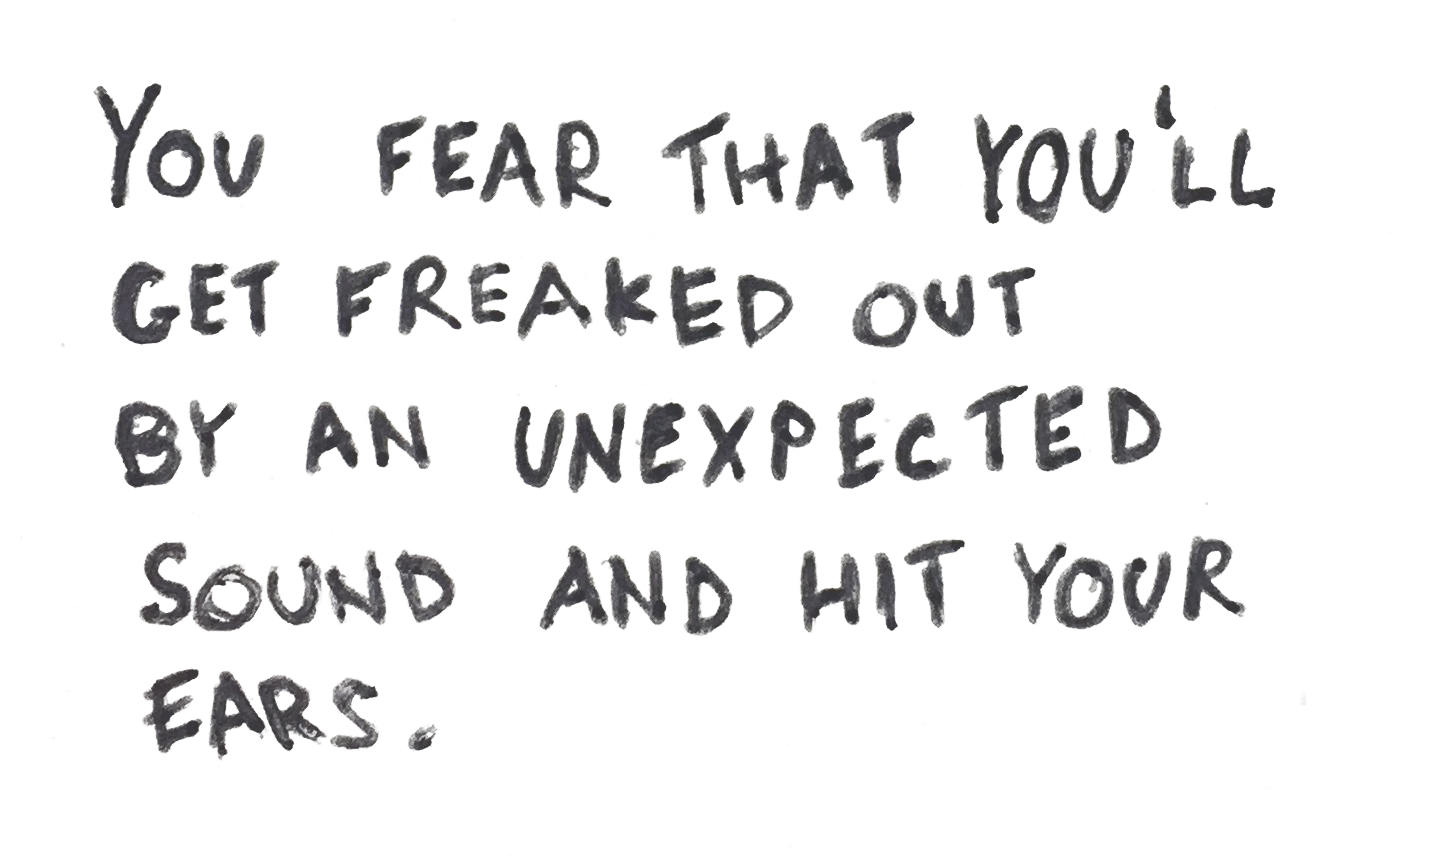 YOU FEAR THAT YOU'LL
GET FREAKED OUT
BY AN UNEXPECTED
SOUND AND HIT YOUR
EARS.